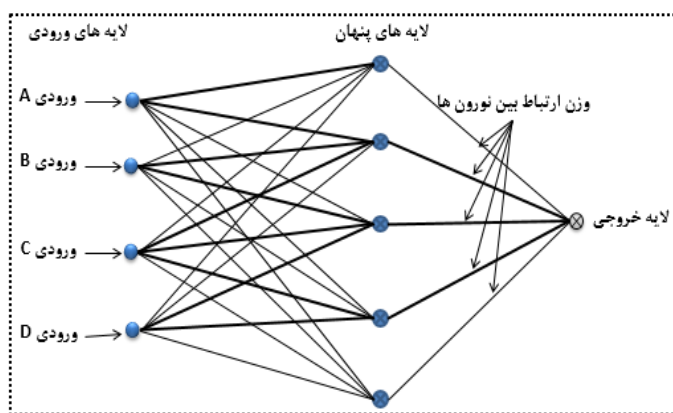 لایه های ورودی
لایه های پنهان
وزن ارتباط بین نورون ها
ورودی A
ورودی B
ورودی C
ورودی D
لایه خروجی